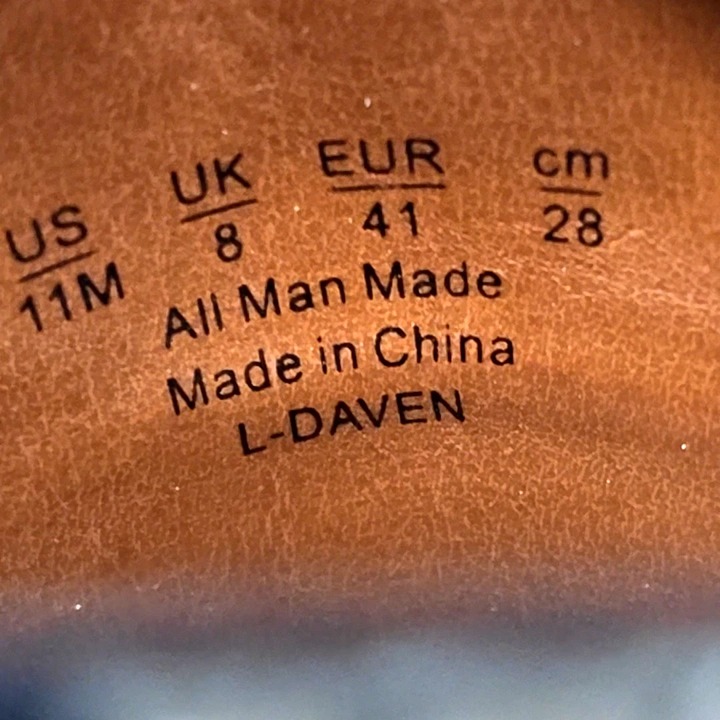 US UK EUR cm
11M 8 41 28
All Man Made
Made in China
L-DAVEN